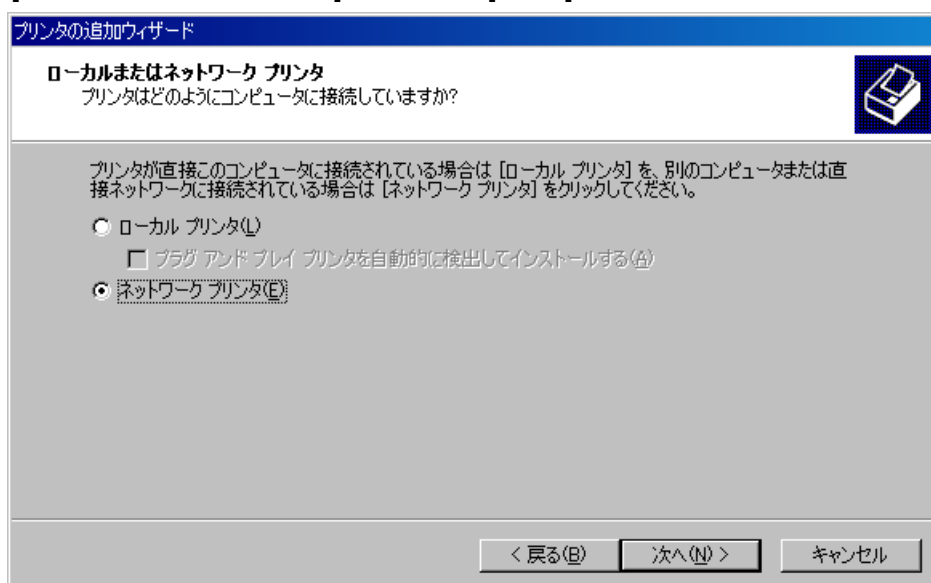 プリンタの追加ウィザード
ローカルまたはネットワーク プリンタ
プリンタはどのようにコンピュータに接続していますか?
プリンタが直接このコンピュータに接続されている場合は [ローカル プリンタ] を、別のコンピュータまたは直
接ネットワークに接続されている場合は [ネットワーク プリンタ] をクリックしてください。
ローカル プリンタ(L)
プラグ アンド プレイ プリンタを自動的に検出してインストールする(A)
ネットワーク プリンタ(E)
< 戻る(B) 次へ(N) > キャンセル